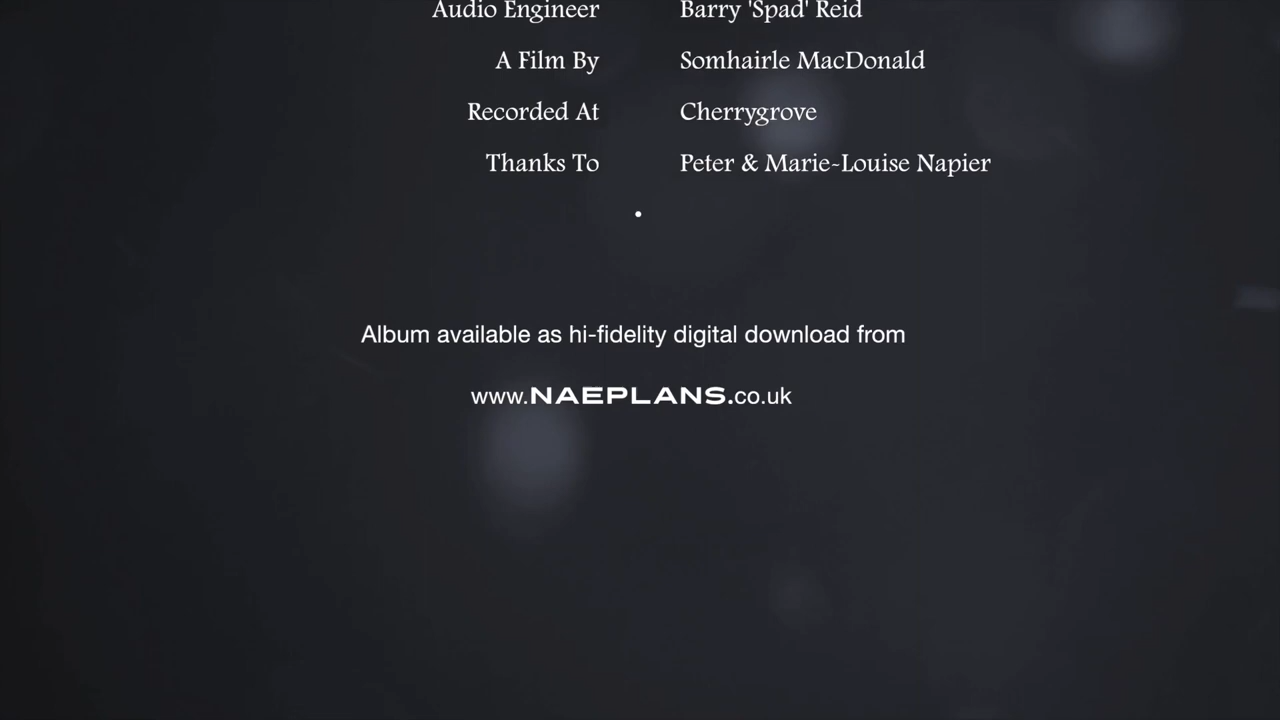 Audio Engineer Barry 'Spad' Reid
A Film By Somhairle MacDonald
Recorded At Cherrygrove
Thanks To Peter & Marie-Louise Napier
Album available as hi-fidelity digital download from
www.NAEPLANS.co.uk